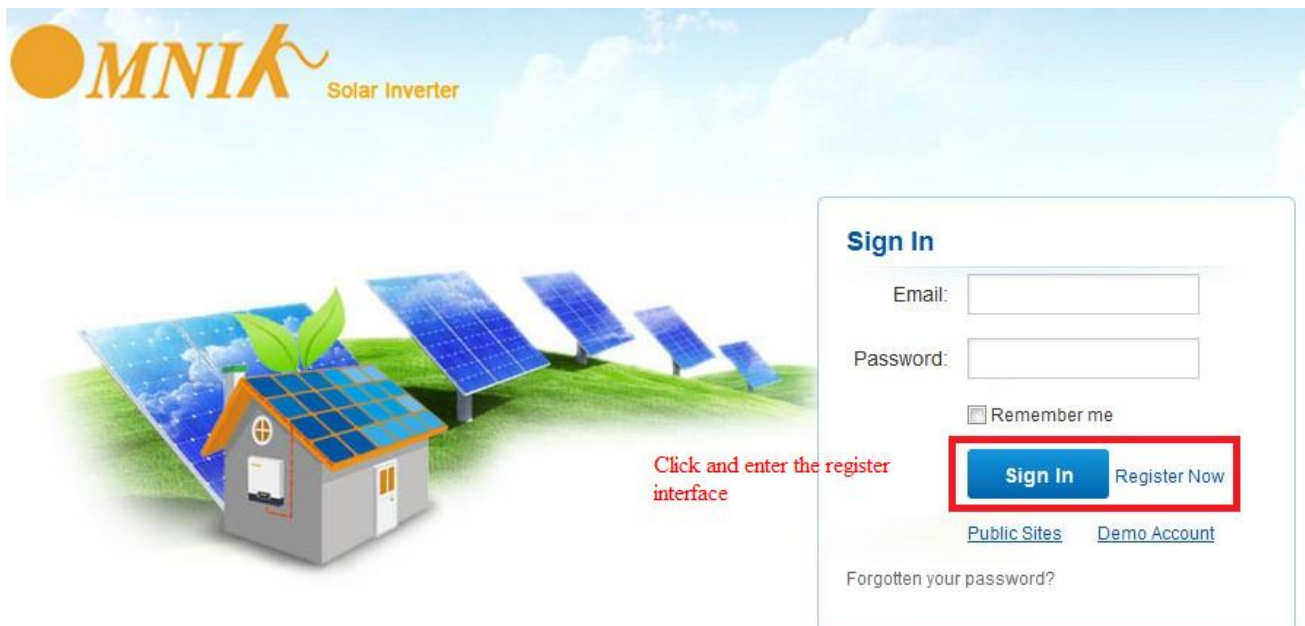 OMNIK Solar Inverter
Sign In
Email:
Password:
Remember me
Click and enter the register
interface
Sign In Register Now
Public Sites Demo Account
Forgotten your password?